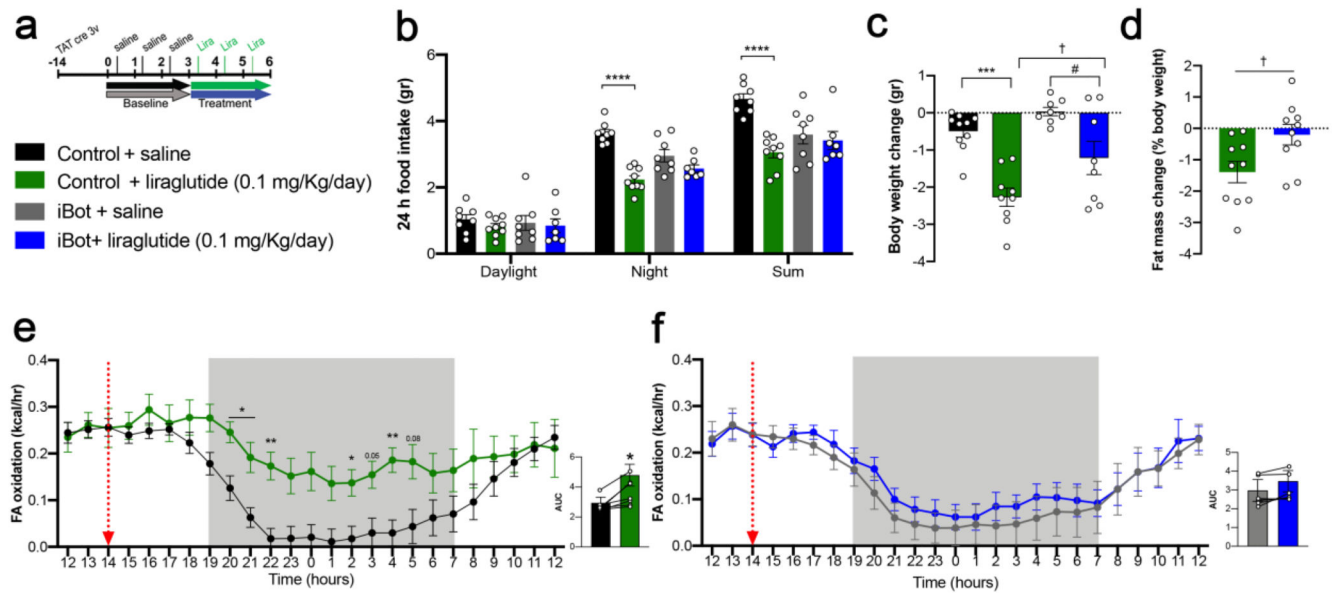 a
TAT cre 3v
saline
saline
saline
Lira
Lira
Lira
-14 0 1 2 3 4 5 6
Baseline Treatment
Control + saline
Control + liraglutide (0.1 mg/Kg/day)
iBot + saline
iBot+ liraglutide (0.1 mg/Kg/day)
b
24 h food intake (gr)
6
4
2
0
****
****
Daylight Night Sum
c
Body weight change (gr)
1
0
-1
-2
-3
-4
†
***
#
d
Fat mass change (% body weight)
2
1
0
-1
-2
-3
-4
†
e
FA oxidation (kcal/hr)
0.4
0.3
0.2
0.1
0.0
*
**
*
0.05
**
0.08
12 13 14 15 16 17 18 19 20 21 22 23 0 1 2 3 4 5 6 7 8 9 10 11 12
Time (hours)
AUC
6
4
2
0
*
f
FA oxidation (kcal/hr)
0.4
0.3
0.2
0.1
0.0
12 13 14 15 16 17 18 19 20 21 22 23 0 1 2 3 4 5 6 7 8 9 10 11 12
Time (hours)
AUC
5
4
3
2
1
0